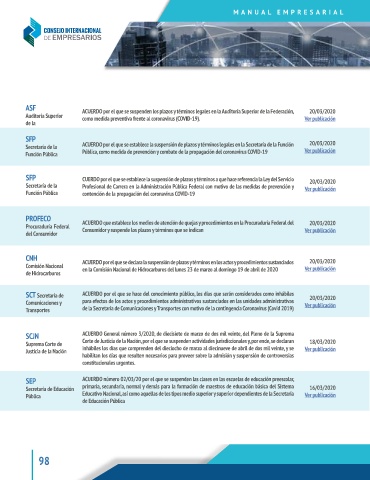 MANUAL EMPRESARIAL
CONSEJO INTERNACIONAL
DE EMPRESARIOS
ASF
Auditoría Superior
de la
ACUERDO por el que se suspenden los plazos y términos legales en la Auditoría Superior de la Federación,
como medida preventiva frente al coronavirus (COVID-19).
20/03/2020
Ver publicación
SFP
Secretaría de la
Función Pública
ACUERDO por el que se establece la suspensión de plazos y términos legales en la Secretaría de la Función
Pública, como medida de prevención y combate de la propagación del coronavirus COVID-19
20/03/2020
Ver publicación
SFP
Secretaría de la
Función Pública
CUERDO por el que se establece la suspensión de plazos y términos a que hace referencia la Ley del Servicio
Profesional de Carrera en la Administración Pública Federal con motivo de las medidas de prevención y
contención de la propagación del coronavirus COVID-19
20/03/2020
Ver publicación
PROFECO
Procuraduría Federal
del Consumidor
ACUERDO que establece los medios de atención de quejas y procedimientos en la Procuraduría Federal del
Consumidor y suspende los plazos y términos que se indican
20/03/2020
Ver publicación
CNH
Comisión Nacional
de Hidrocarburos
ACUERDO por el que se declara la suspensión de plazos y términos en los actos y procedimientos sustanciados
en la Comisión Nacional de Hidrocarburos del lunes 23 de marzo al domingo 19 de abril de 2020
20/03/2020
Ver publicación
SCT Secretaría de
Comunicaciones y
Transportes
ACUERDO por el que se hace del conocimiento público, los días que serán considerados como inhábiles
para efectos de los actos y procedimientos administrativos sustanciados en las unidades administrativas
de la Secretaría de Comunicaciones y Transportes con motivo de la contingencia Coronavirus (Covid 2019)
20/03/2020
Ver publicación
SCJN
Suprema Corte de
Justicia de la Nación
ACUERDO General número 3/2020, de diecisiete de marzo de dos mil veinte, del Pleno de la Suprema
Corte de Justicia de la Nación, por el que se suspenden actividades jurisdiccionales y, por ende, se declaran
inhábiles los días que comprenden del dieciocho de marzo al diecinueve de abril de dos mil veinte, y se
habilitan los días que resulten necesarios para proveer sobre la admisión y suspensión de controversias
constitucionales urgentes.
18/03/2020
Ver publicación
SEP
Secretaría de Educación
Pública
ACUERDO número 02/03/20 por el que se suspenden las clases en las escuelas de educación preescolar,
primaria, secundaria, normal y demás para la formación de maestros de educación básica del Sistema
Educativo Nacional, así como aquellas de los tipos medio superior y superior dependientes de la Secretaría
de Educación Pública
16/03/2020
Ver publicación
98